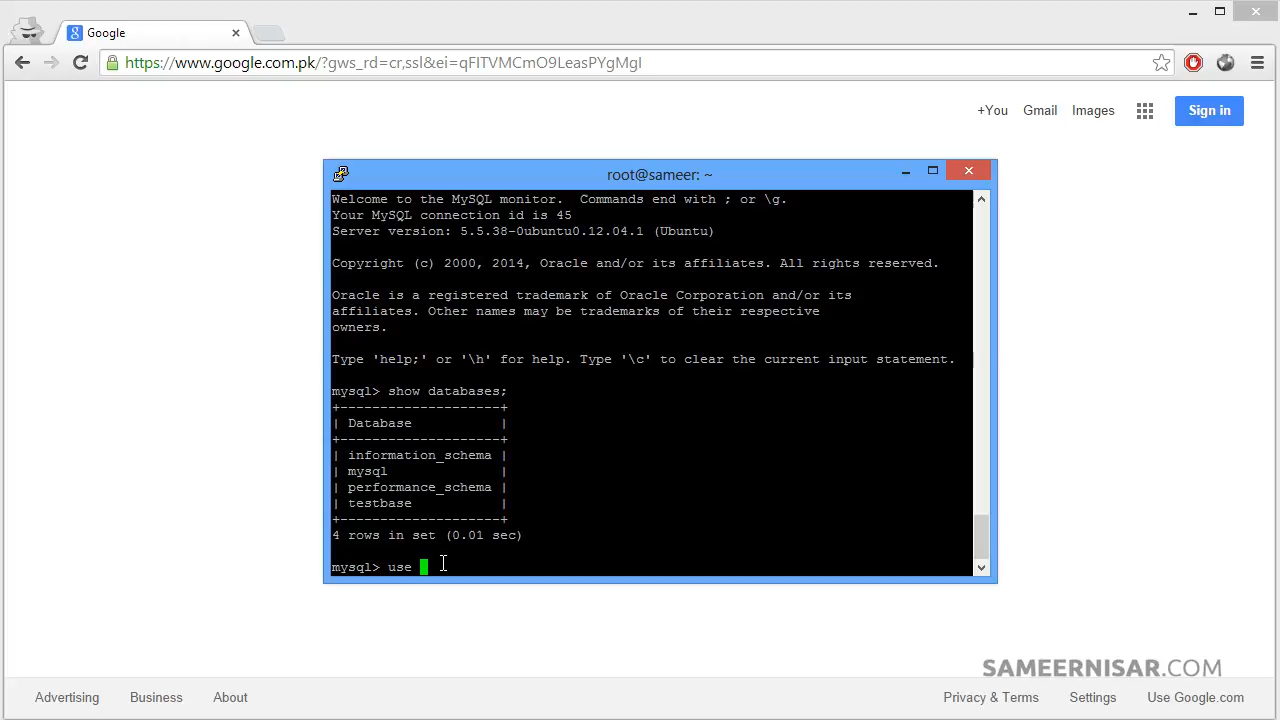 Google
https://www.google.com.pk/?gws_rd=cr,ssl&ei=qFITVMCmO9LeasPYgMgI
+You Gmail Images Sign in
root@sameer: ~
Welcome to the MySQL monitor.  Commands end with ; or \g.
Your MySQL connection id is 45
Server version: 5.5.38-0ubuntu0.12.04.1 (Ubuntu)
Copyright (c) 2000, 2014, Oracle and/or its affiliates. All rights reserved.
Oracle is a registered trademark of Oracle Corporation and/or its
affiliates. Other names may be trademarks of their respective
owners.
Type 'help;' or '\h' for help. Type '\c' to clear the current input statement.
mysql> show databases;
+--------------------+
| Database           |
+--------------------+
| information_schema |
| mysql              |
| performance_schema |
| testbase           |
+--------------------+
4 rows in set (0.01 sec)
mysql> use
SAMEERNISAR.COM
Advertising Business About Privacy & Terms Settings Use Google.com